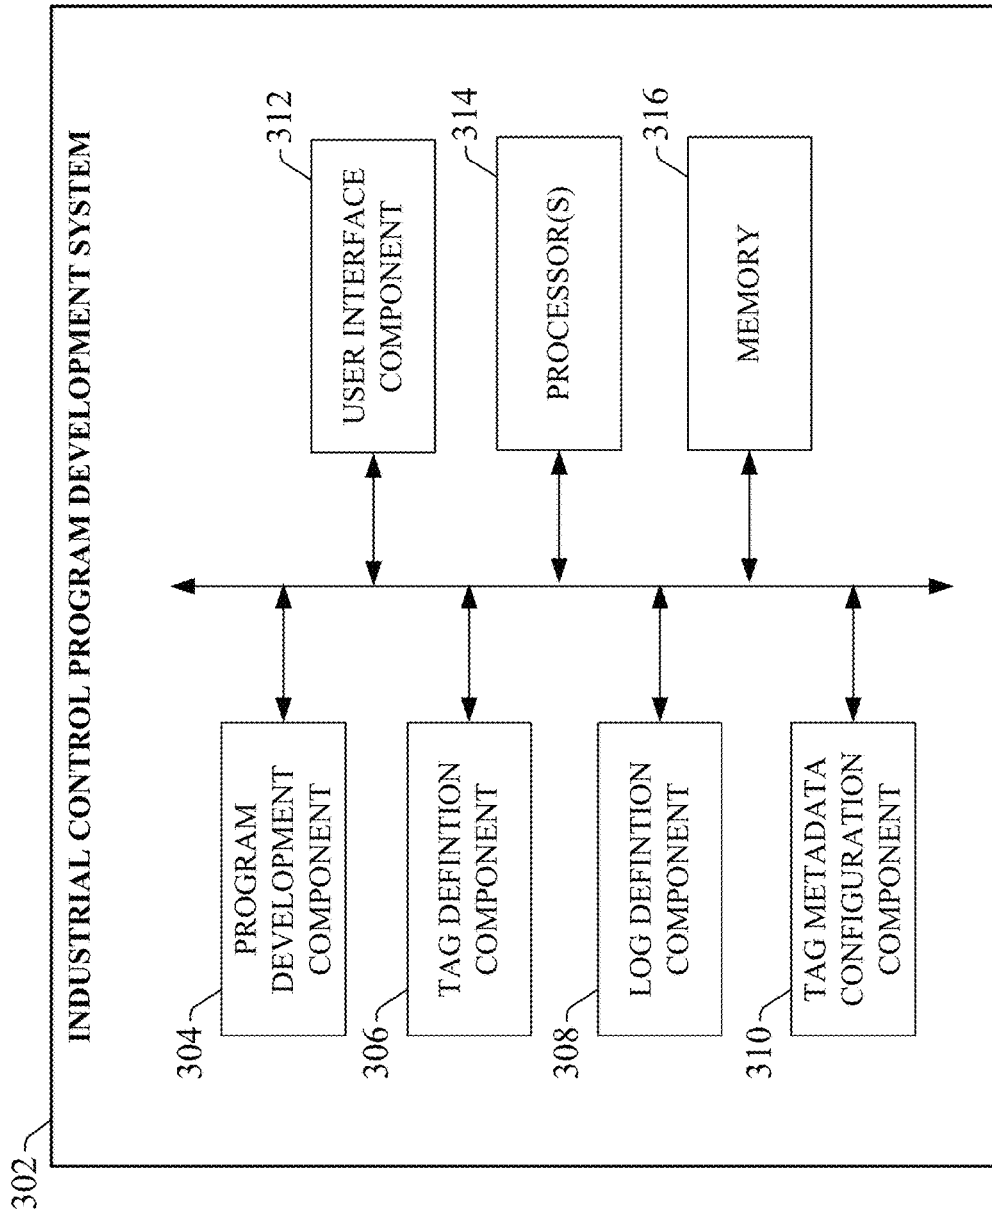 302
INDUSTRIAL CONTROL PROGRAM DEVELOPMENT SYSTEM
304
PROGRAM
DEVELOPMENT
COMPONENT
306
TAG DEFINTION
COMPONENT
308
LOG DEFINTION
COMPONENT
310
TAG METADATA
CONFIGURATION
COMPONENT
312
USER INTERFACE
COMPONENT
314
PROCESSOR(S)
316
MEMORY